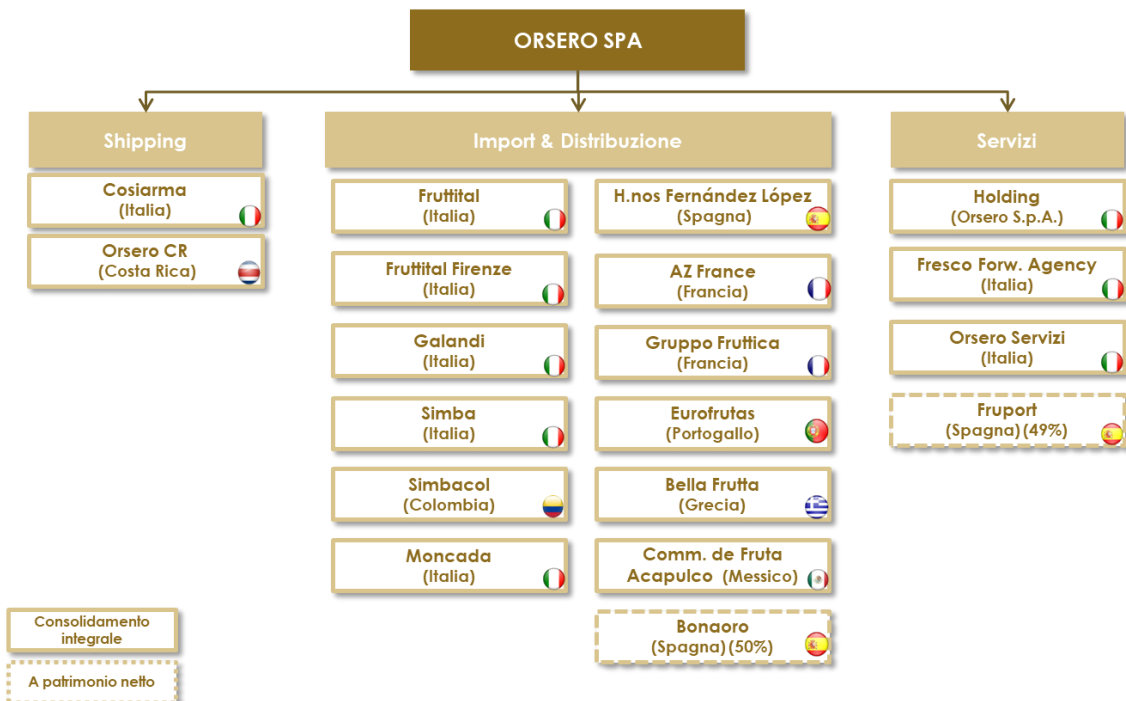 ORSERO SPA
Shipping
Import & Distribuzione
Servizi
Cosiarma
(Italia)
Orsero CR
(Costa Rica)
Fruttital
(Italia)
Fruttital Firenze
(Italia)
Galandi
(Italia)
Simba
(Italia)
Simbacol
(Colombia)
Moncada
(Italia)
H.nos Fernández López
(Spagna)
AZ France
(Francia)
Gruppo Fruttica
(Francia)
Eurofrutas
(Portogallo)
Bella Frutta
(Grecia)
Comm. de Fruta
Acapulco (Messico)
Bonaoro
(Spagna) (50%)
Holding
(Orsero S.p.A.)
Fresco Forw. Agency
(Italia)
Orsero Servizi
(Italia)
Fruport
(Spagna) (49%)
Consolidamento
integrale
A patrimonio netto